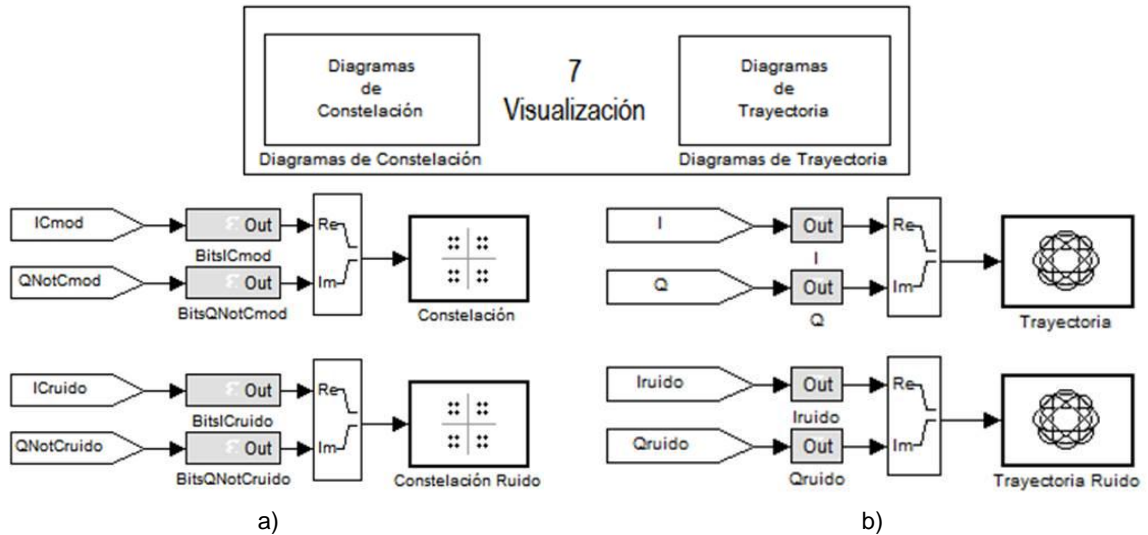 Diagramas
de
Constelación
Diagramas de Constelación
7
Visualización
Diagramas
de
Trayectoria
Diagramas de Trayectoria
ICmod
Out
BitsICmod
QNotCmod
Out
BitsQNotCmod
Re
Im
Constelación
ICruido
Out
BitsICruido
QNotCruido
Out
BitsQNotCruido
Re
Im
Constelación Ruido
a)
I
Out
I
Q
Out
Q
Re
Im
Trayectoria
Iruido
Out
Iruido
Qruido
Out
Qruido
Re
Im
Trayectoria Ruido
b)